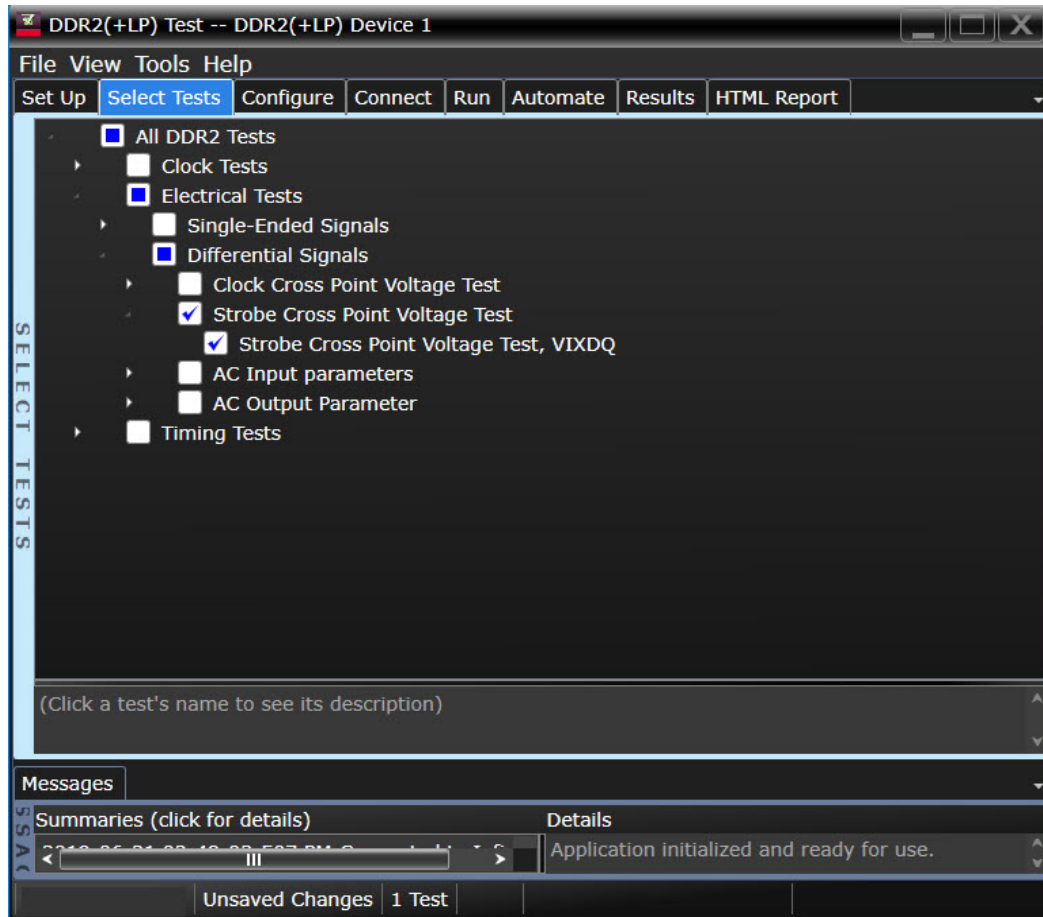 DDR2(+LP) Test -- DDR2(+LP) Device 1
File View Tools Help
Set Up Select Tests Configure Connect Run Automate Results HTML Report
SELECT TESTS
All DDR2 Tests
Clock Tests
Electrical Tests
Single-Ended Signals
Differential Signals
Clock Cross Point Voltage Test
Strobe Cross Point Voltage Test
Strobe Cross Point Voltage Test, VIXDQ
AC Input parameters
AC Output Parameter
Timing Tests
(Click a test's name to see its description)
Messages
Summaries (click for details) Details
Application initialized and ready for use.
Unsaved Changes 1 Test